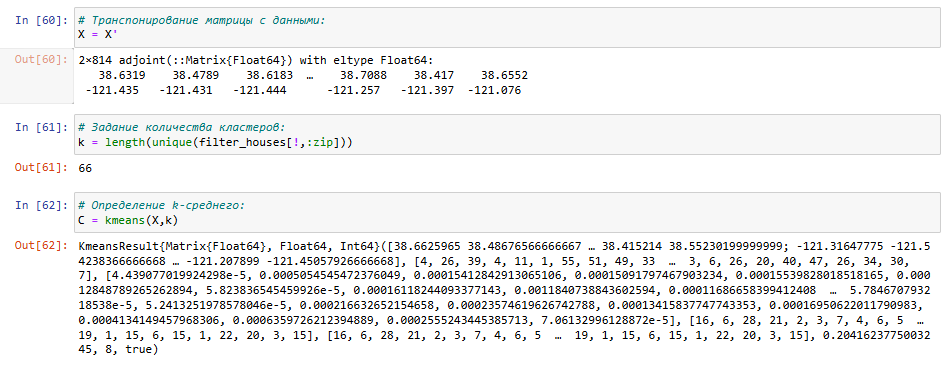 In [60]: # Транспонирование матрицы с данными:
X = X'
Out[60]: 2×814 adjoint(::Matrix{Float64}) with eltype Float64:
38.6319 38.4789 38.6183 … 38.7088 38.417 38.6552
-121.435 -121.431 -121.444 -121.257 -121.397 -121.076
In [61]: # Задание количества кластеров:
k = length(unique(filter_houses[!,:zip]))
Out[61]: 66
In [62]: # Определение k-среднего:
C = kmeans(X,k)
Out[62]: KmeansResult{Matrix{Float64}, Float64, Int64}([38.6625965 38.48676566666667 … 38.415214 38.55230199999999; -121.31647775 -121.5
4238366666668 … -121.207899 -121.45057926666668], [4, 26, 39, 4, 11, 1, 55, 51, 49, 33 … 3, 6, 26, 20, 40, 47, 26, 34, 30,
7], [4.439077019924298e-5, 0.0005054545472376049, 0.00015412842913065106, 0.00015091797467903234, 0.00015539828018518165, 0.000
12848789265262894, 5.823836545459926e-5, 0.00016118244093377143, 0.0011840738843602594, 0.00011686658399412408 … 5.78467079932
18538e-5, 5.2413251978578046e-5, 0.000216632652154658, 0.00023574619626742788, 0.00013415837747743353, 0.00016950622011790983,
0.0004134149457968306, 0.0006359726212394889, 0.0002555243445385713, 7.06132996128872e-5], [16, 6, 28, 21, 2, 3, 7, 4, 6, 5 …
19, 1, 15, 6, 15, 1, 22, 20, 3, 15], [16, 6, 28, 21, 2, 3, 7, 4, 6, 5 … 19, 1, 15, 6, 15, 1, 22, 20, 3, 15], 0.20416237750032
45, 8, true)